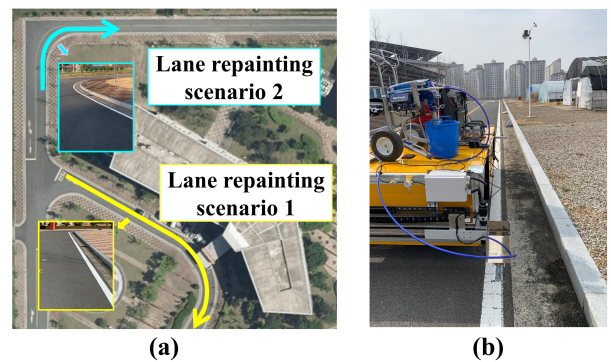 Lane repainting
scenario 2
Lane repainting
scenario 1
(a)
(b)